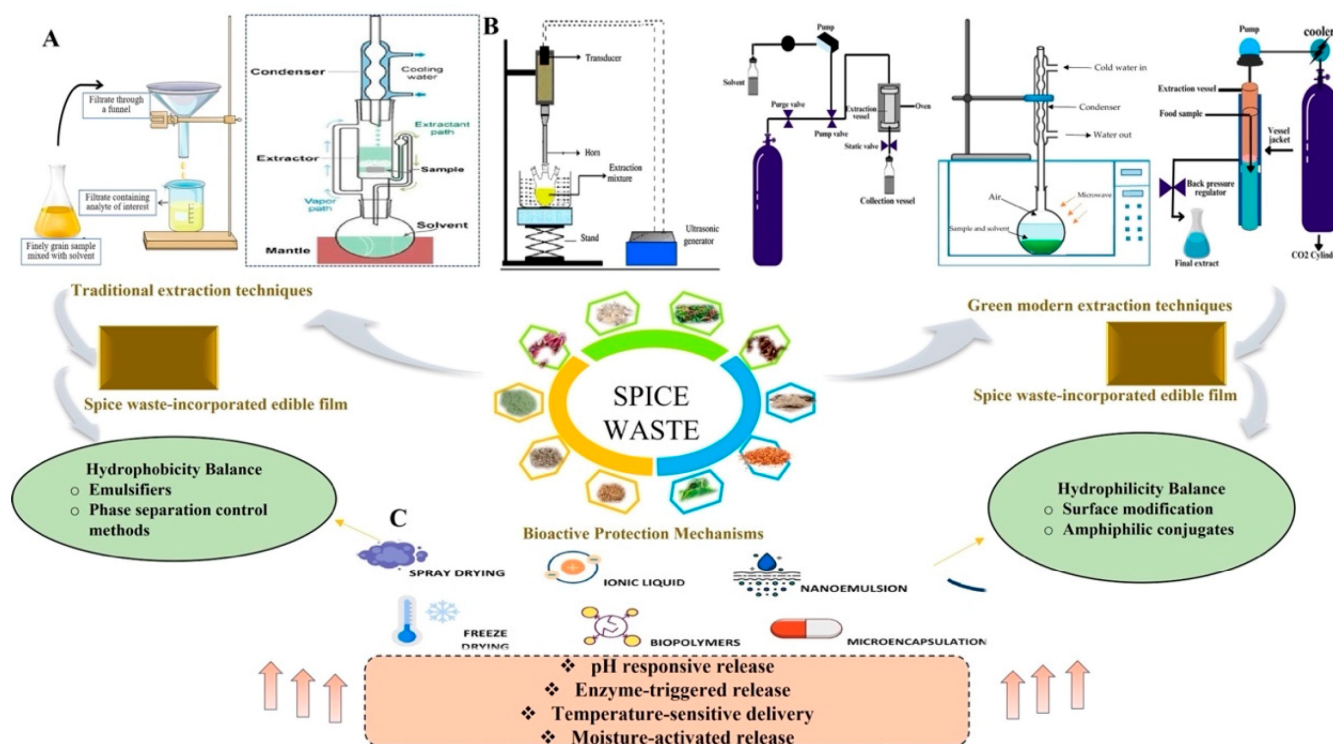 A
Filtrate through
a funnel
Filtrate containing
analyte of interest
Finely grain sample
mixed with solvent
Condenser
Cooling
water
Extractant
path
Extractor
Sample
Vapor
path
Solvent
Mantle
B
Transducer
Horn
Extraction
mixture
Stand
Ultrasonic
generator
Pump
Solvent
Purge valve
Pump valve
Extraction
vessel
Oven
Static valve
Collection vessel
Cold water in
Condenser
Water out
Air
Microwave
Sample and solvent
Pump
cooler
Extraction vessel
Food sample
Vessel
jacket
Back pressure
regulator
Final extract
CO2 Cylind
Traditional extraction techniques
Green modern extraction techniques
Spice waste-incorporated edible film
Spice waste-incorporated edible film
SPICE
WASTE
Hydrophobicity Balance
o Emulsifiers
o Phase separation control
methods
Hydrophilicity Balance
o Surface modification
o Amphiphilic conjugates
C
Bioactive Protection Mechanisms
SPRAY DRYING
IONIC LIQUID
NANOEMULSION
FREEZE
DRYING
BIOPOLYMERS
MICROENCAPSULATION
❖ pH responsive release
❖ Enzyme-triggered release
❖ Temperature-sensitive delivery
❖ Moisture-activated release